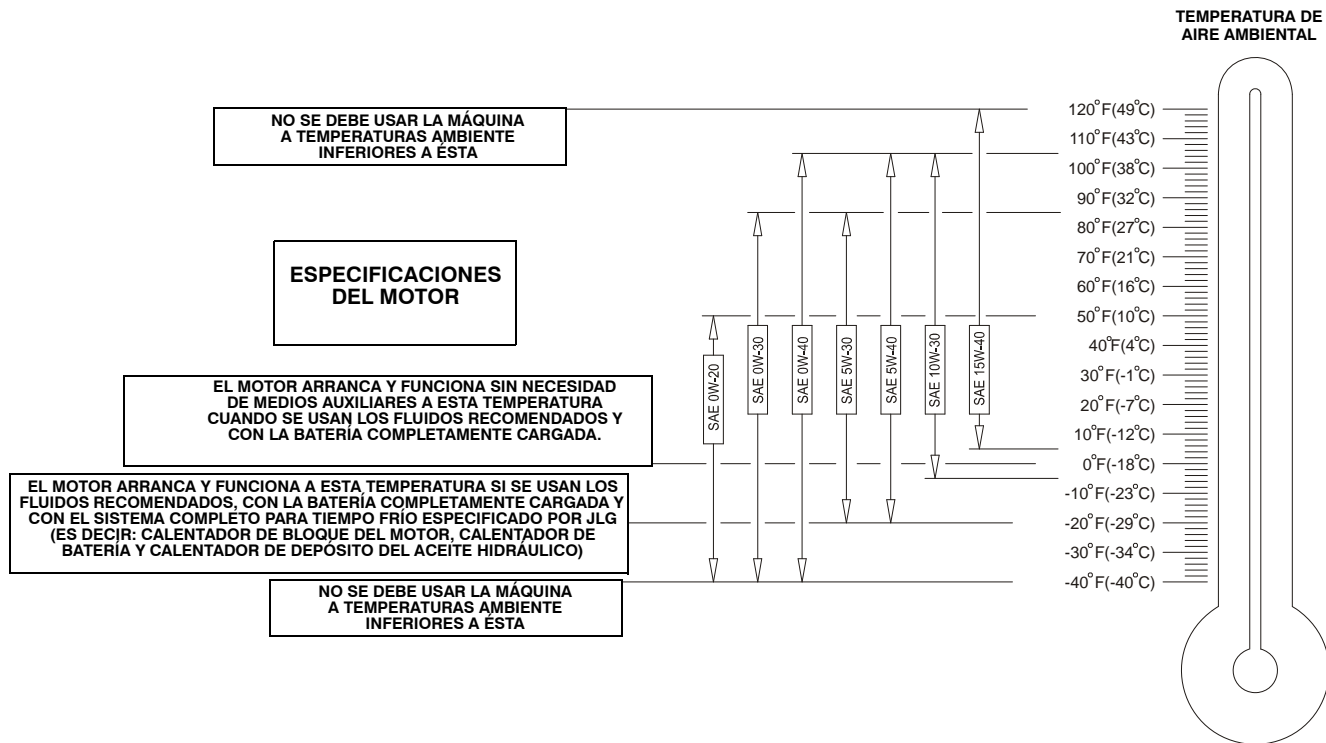 TEMPERATURA DE
AIRE AMBIENTAL
NO SE DEBE USAR LA MÁQUINA
A TEMPERATURAS AMBIENTE
INFERIORES A ÉSTA
ESPECIFICACIONES
DEL MOTOR
EL MOTOR ARRANCA Y FUNCIONA SIN NECESIDAD
DE MEDIOS AUXILIARES A ESTA TEMPERATURA
CUANDO SE USAN LOS FLUIDOS RECOMENDADOS Y
CON LA BATERÍA COMPLETAMENTE CARGADA.
EL MOTOR ARRANCA Y FUNCIONA A ESTA TEMPERATURA SI SE USAN LOS
FLUIDOS RECOMENDADOS, CON LA BATERÍA COMPLETAMENTE CARGADA Y
CON EL SISTEMA COMPLETO PARA TIEMPO FRÍO ESPECIFICADO POR JLG
(ES DECIR: CALENTADOR DE BLOQUE DEL MOTOR, CALENTADOR DE
BATERÍA Y CALENTADOR DE DEPÓSITO DEL ACEITE HIDRÁULICO)
NO SE DEBE USAR LA MÁQUINA
A TEMPERATURAS AMBIENTE
INFERIORES A ÉSTA
SAE 0W-20
SAE 0W-30
SAE 0W-40
SAE 5W-30
SAE 5W-40
SAE 10W-30
SAE 15W-40
120°F(49°C)
110°F(43°C)
100°F(38°C)
90°F(32°C)
80°F(27°C)
70°F(21°C)
60°F(16°C)
50°F(10°C)
40°F(4°C)
30°F(-1°C)
20°F(-7°C)
10°F(-12°C)
0°F(-18°C)
-10°F(-23°C)
-20°F(-29°C)
-30°F(-34°C)
-40°F(-40°C)